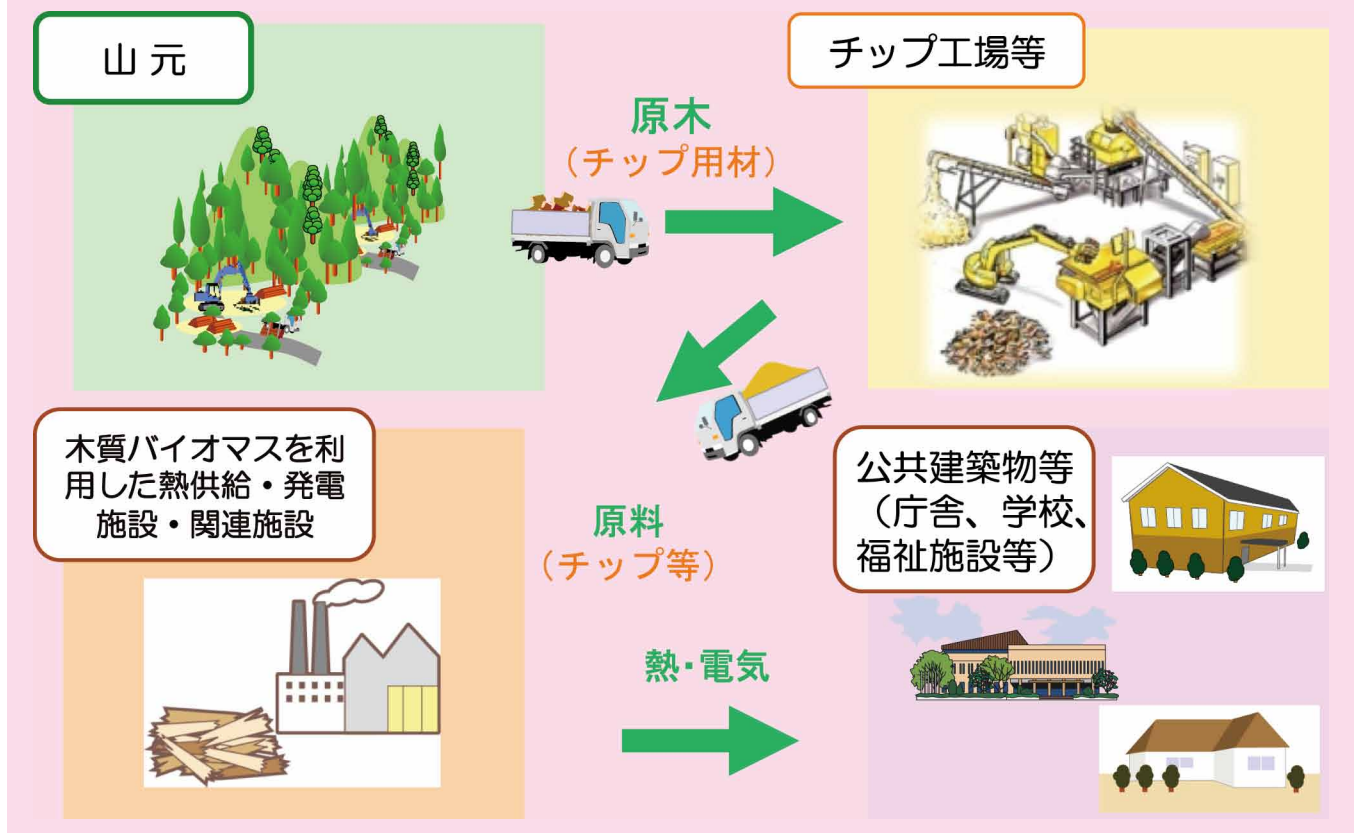 山元
チップ工場等
原木
（チップ用材）
木質バイオマスを利
用した熱供給・発電
施設・関連施設
原料
（チップ等）
公共建築物等
（庁舎、学校、
福祉施設等）
熱・電気